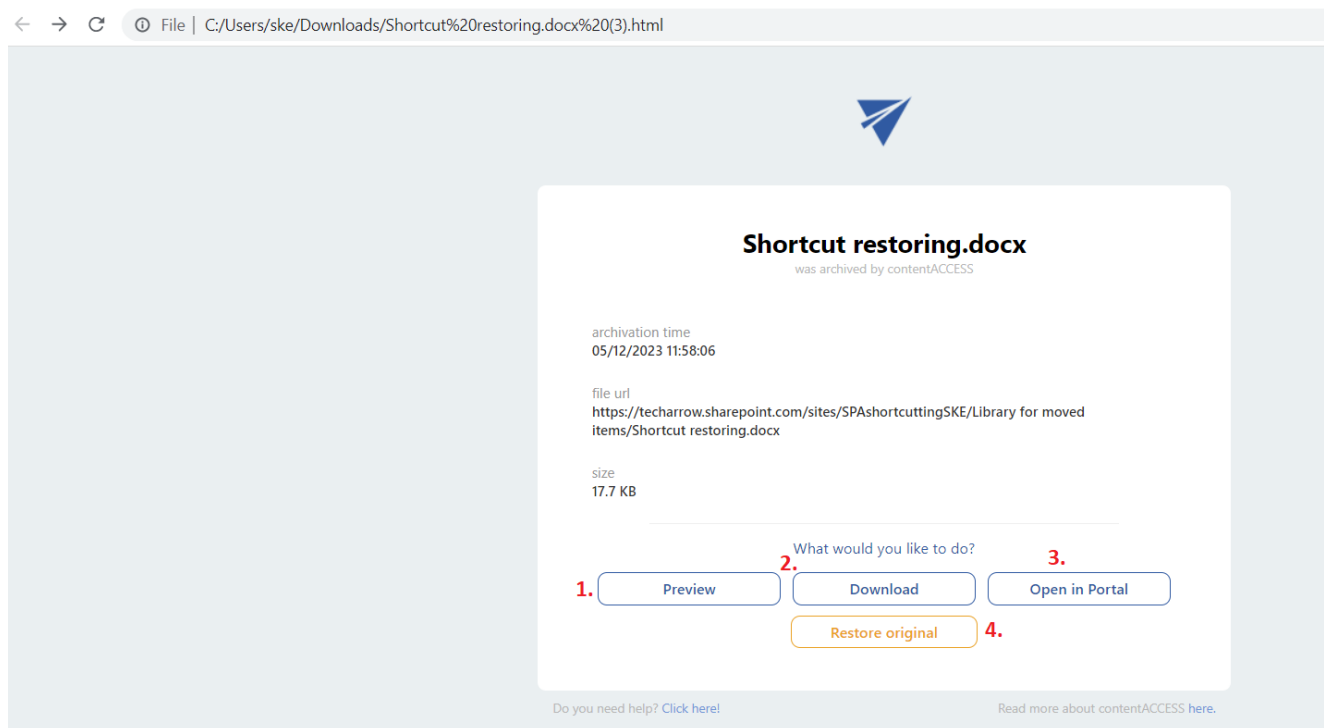 File | C:/Users/ske/Downloads/Shortcut%20restoring.docx%20(3).html
Shortcut restoring.docx
was archived by contentACCESS
archivation time
05/12/2023 11:58:06
file url
https://techarrow.sharepoint.com/sites/SPAshortcuttingSKE/Library for moved
items/Shortcut restoring.docx
size
17.7 KB
What would you like to do?
1. Preview 2. Download 3. Open in Portal
Restore original 4.
Do you need help? Click here! Read more about contentACCESS here.